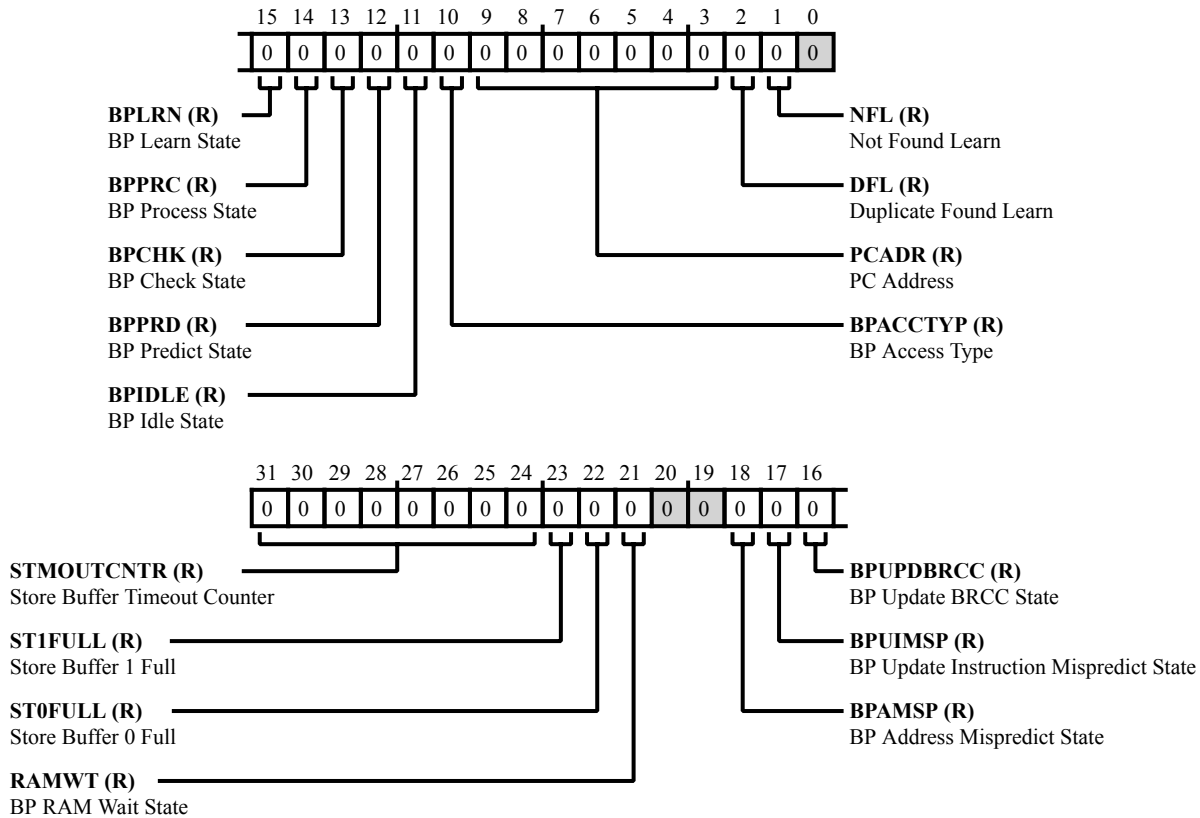 15 14 13 12 11 10 9 8 7 6 5 4 3 2 1 0
0 0 0 0 0 0 0 0 0 0 0 0 0 0 0 0
BPLRN (R)
BP Learn State
BPPRC (R)
BP Process State
BPCHK (R)
BP Check State
BPPRD (R)
BP Predict State
BPIDLE (R)
BP Idle State
NFL (R)
Not Found Learn
DFL (R)
Duplicate Found Learn
PCADR (R)
PC Address
BPACCTYP (R)
BP Access Type
31 30 29 28 27 26 25 24 23 22 21 20 19 18 17 16
0 0 0 0 0 0 0 0 0 0 0 0 0 0 0 0
STMOUTCNTR (R)
Store Buffer Timeout Counter
ST1FULL (R)
Store Buffer 1 Full
ST0FULL (R)
Store Buffer 0 Full
RAMWT (R)
BP RAM Wait State
BPUPDBRCC (R)
BP Update BRCC State
BPUIMSP (R)
BP Update Instruction Mispredict State
BPAMSP (R)
BP Address Mispredict State